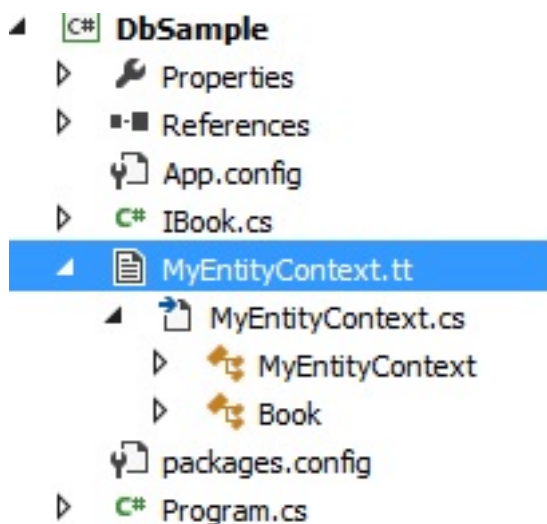 C# DbSample
Properties
References
App.config
C# IBook.cs
MyEntityContext.tt
MyEntityContext.cs
MyEntityContext
Book
packages.config
C# Program.cs